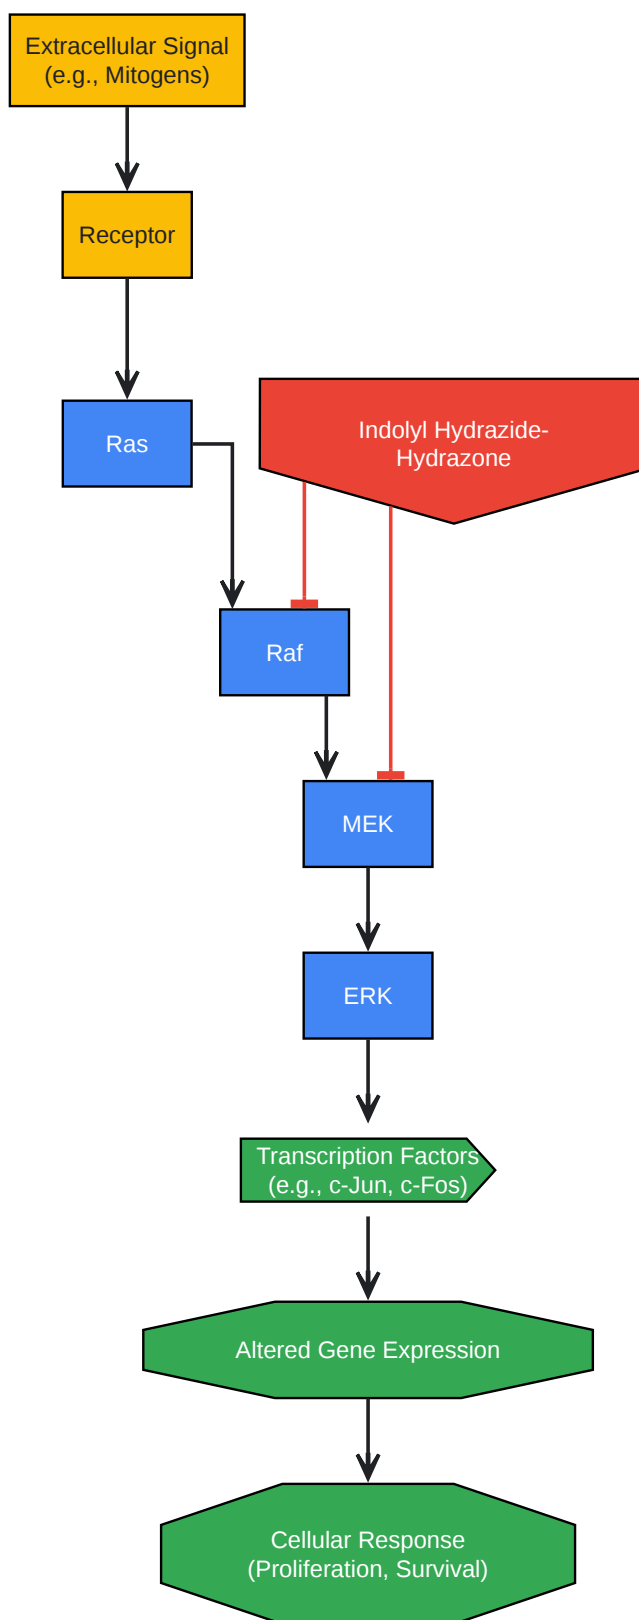 Extracellular Signal
(e.g., Mitogens)
Receptor
Ras
Indolyl Hydrazide-
Hydrazone
Raf
MEK
ERK
Transcription Factors
(e.g., c-Jun, c-Fos)
Altered Gene Expression
Cellular Response
(Proliferation, Survival)